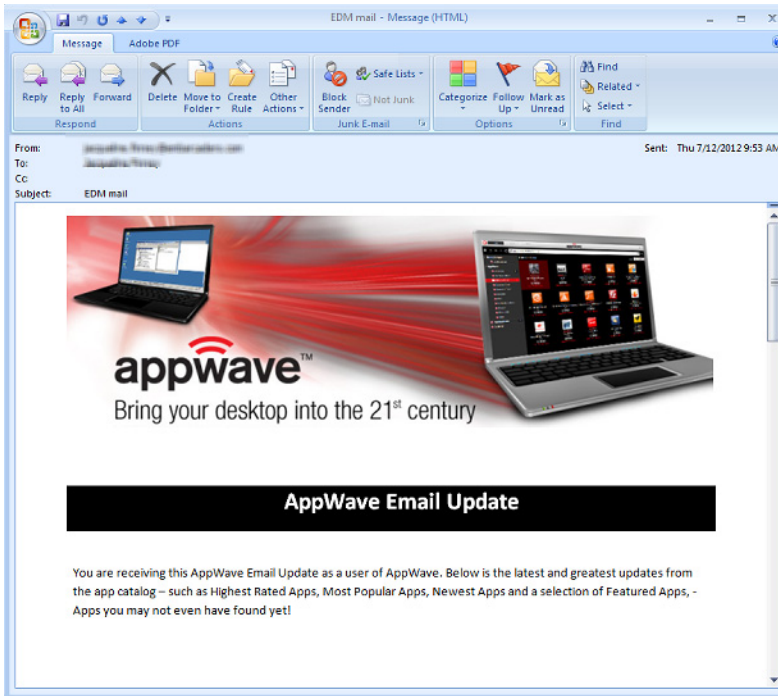 EDM mail - Message (HTML)
Message Adobe PDF
Reply Reply to All Forward
Respond
Delete Move to Folder Create Rule Other Actions
Actions
Block Sender Safe Lists Not Junk
Junk E-mail
Categorize Follow Up Mark as Unread
Options
Find Related Select
Find
From: Sent: Thu 7/12/2012 9:53 AM
To:
Cc:
Subject: EDM mail
appwave™
Bring your desktop into the 21st century
AppWave Email Update
You are receiving this AppWave Email Update as a user of AppWave. Below is the latest and greatest updates from
the app catalog – such as Highest Rated Apps, Most Popular Apps, Newest Apps and a selection of Featured Apps, -
Apps you may not even have found yet!